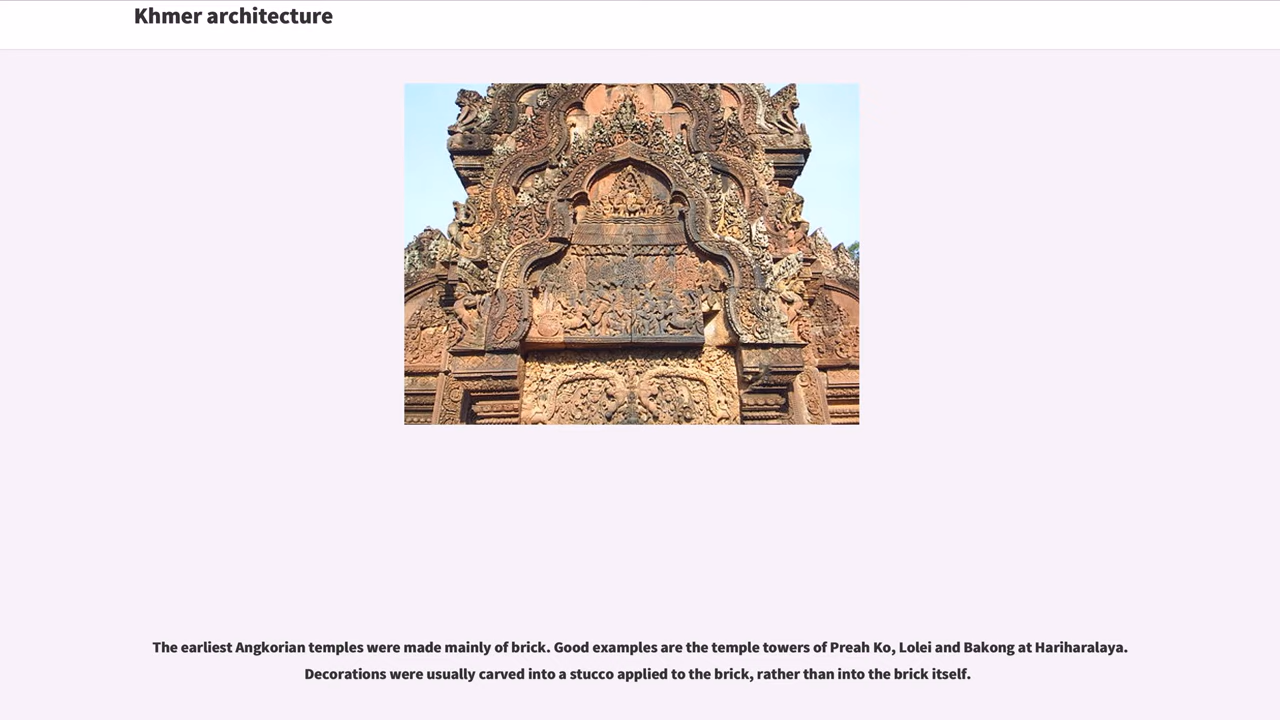 Khmer architecture
The earliest Angkorian temples were made mainly of brick. Good examples are the temple towers of Preah Ko, Lolei and Bakong at Hariharalaya.
Decorations were usually carved into a stucco applied to the brick, rather than into the brick itself.